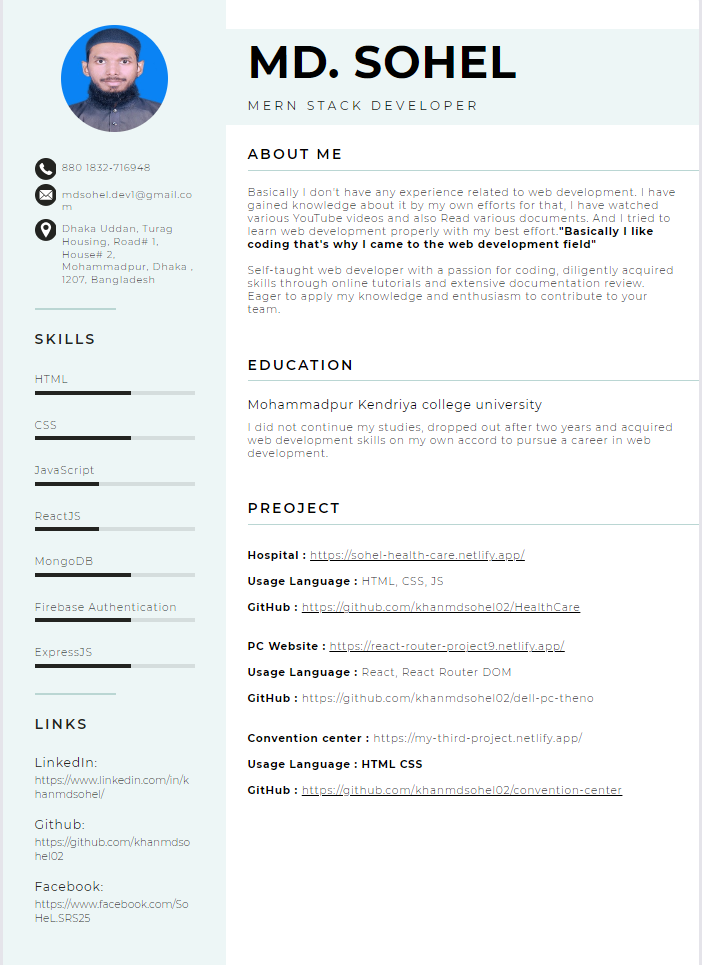 MD. SOHEL
MERN STACK DEVELOPER
880 1832-716948
mdsohel.dev1@gmail.co
m
Dhaka Uddan, Turag
Housing, Road# 1,
House# 2,
Mohammadpur, Dhaka ,
1207, Bangladesh
SKILLS
HTML
CSS
JavaScript
ReactJS
MongoDB
Firebase Authentication
ExpressJS
LINKS
LinkedIn:
https://www.linkedin.com/in/k
hanmdsohel/
Github:
https://github.com/khanmdso
hel02
Facebook:
https://www.facebook.com/So
HeL.SRS25
ABOUT ME
Basically I don't have any experience related to web development. I have
gained knowledge about it by my own efforts for that, I have watched
various YouTube videos and also Read various documents. And I tried to
learn web development properly with my best effort."Basically I like
coding that's why I came to the web development field"
Self-taught web developer with a passion for coding, diligently acquired
skills through online tutorials and extensive documentation review.
Eager to apply my knowledge and enthusiasm to contribute to your
team.
EDUCATION
Mohammadpur Kendriya college university
I did not continue my studies, dropped out after two years and acquired
web development skills on my own accord to pursue a career in web
development.
PREOJECT
Hospital : https://sohel-health-care.netlify.app/
Usage Language : HTML, CSS, JS
GitHub : https://github.com/khanmdsohel02/HealthCare
PC Website : https://react-router-project9.netlify.app/
Usage Language : React, React Router DOM
GitHub : https://github.com/khanmdsohel02/dell-pc-theno
Convention center : https://my-third-project.netlify.app/
Usage Language : HTML CSS
GitHub : https://github.com/khanmdsohel02/convention-center